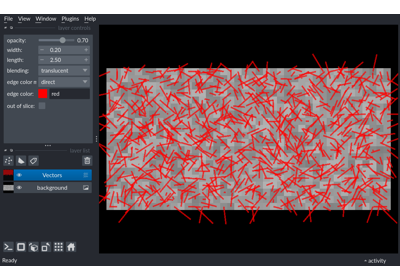 File View Window Plugins Help
layer controls
opacity: 0.70
width: 0.20
length: 2.50
blending: translucent
edge color direct
edge color: red
out of slice:
layer list
Vectors
background
Ready
activity